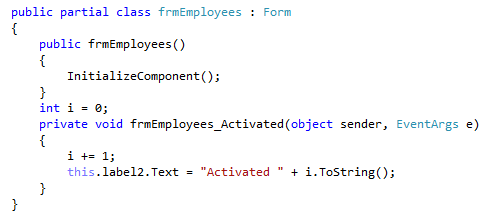 public partial class frmEmployees : Form
{
    public frmEmployees()
    {
        InitializeComponent();
    }
    int i = 0;
    private void frmEmployees_Activated(object sender, EventArgs e)
    {
        i += 1;
        this.label2.Text = "Activated " + i.ToString();
    }
}